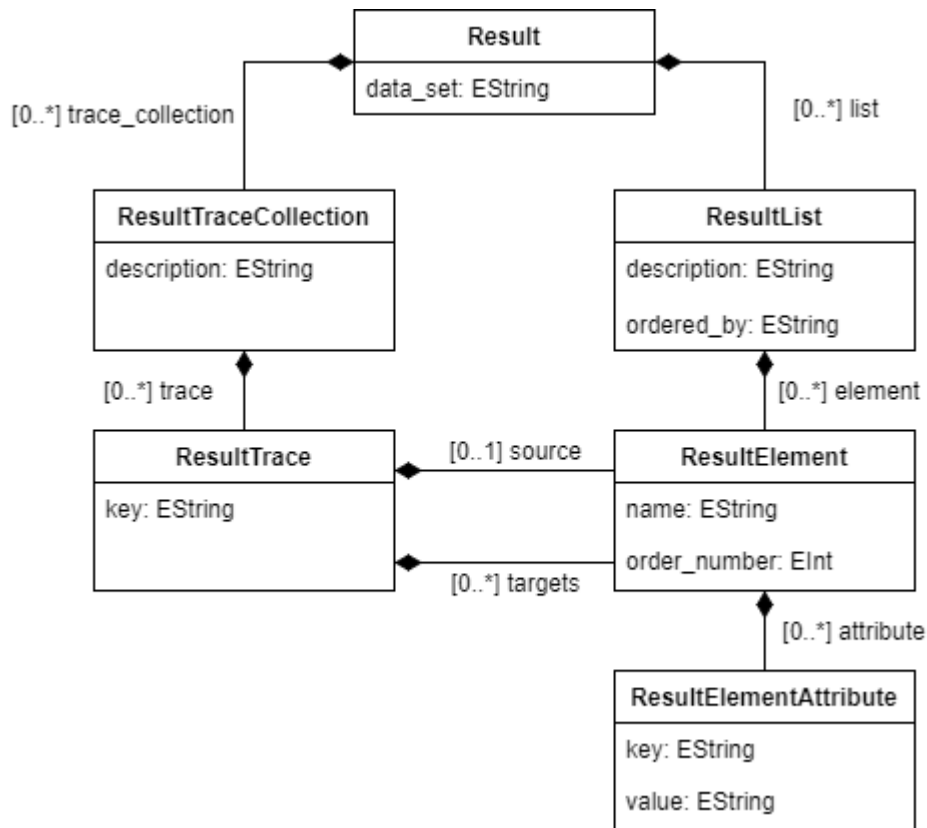 Result
data_set: EString
[0..*] trace_collection
[0..*] list
ResultTraceCollection
description: EString
ResultList
description: EString
ordered_by: EString
[0..*] trace
[0..*] element
ResultTrace
key: EString
[0..1] source
[0..*] targets
ResultElement
name: EString
order_number: EInt
[0..*] attribute
ResultElementAttribute
key: EString
value: EString